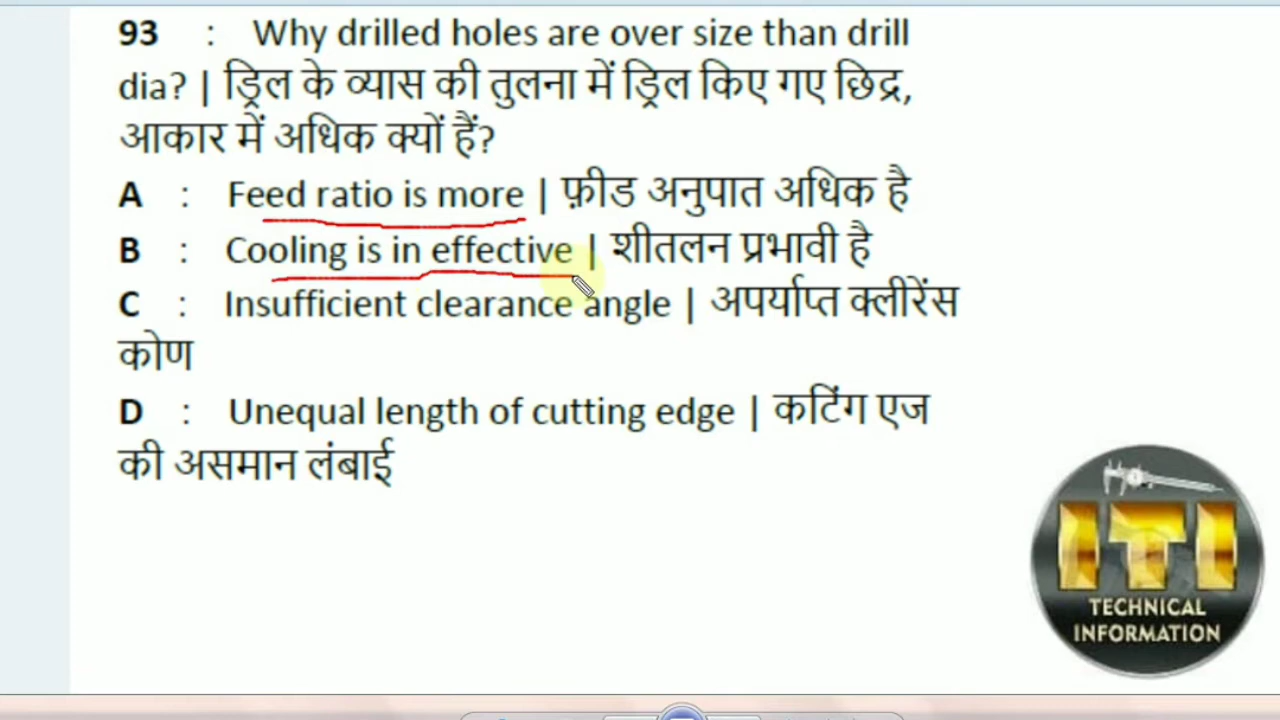 93 : Why drilled holes are over size than drill
dia? | ड्रिल के व्यास की तुलना में ड्रिल किए गए छिद्र,
आकार में अधिक क्यों हैं?
A : Feed ratio is more | फ़ीड अनुपात अधिक है
B : Cooling is in effective | शीतलन प्रभावी है
C : Insufficient clearance angle | अपर्याप्त क्लीरेंस
कोण
D : Unequal length of cutting edge | कटिंग एज
की असमान लंबाई
ITI
TECHNICAL
INFORMATION